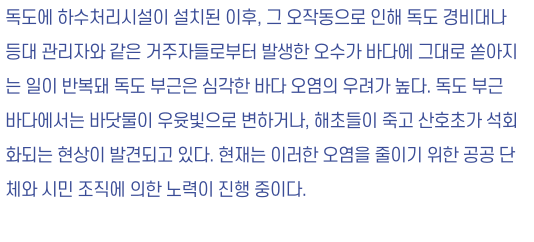 독도에 하수처리시설이 설치된 이후, 그 오작동으로 인해 독도 경비대나
등대 관리자와 같은 거주자들로부터 발생한 오수가 바다에 그대로 쏟아지
는 일이 반복돼 독도 부근은 심각한 바다 오염의 우려가 높다. 독도 부근
바다에서는 바닷물이 우윳빛으로 변하거나, 해초들이 죽고 산호초가 석회
화되는 현상이 발견되고 있다. 현재는 이러한 오염을 줄이기 위한 공공 단
체와 시민 조직에 의한 노력이 진행 중이다.